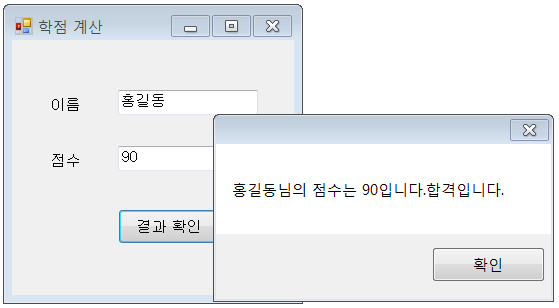 학점 계산
이름
홍길동
점수
90
결과 확인
홍길동님의 점수는 90입니다.합격입니다.
확인